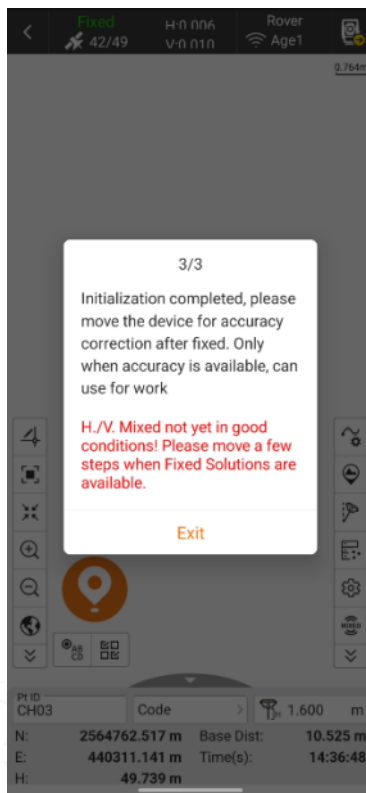 Fixed
H:0.006
Rover
42/49
V:0.010
Age1
0.764m
3/3
Initialization completed, please
move the device for accuracy
correction after fixed. Only
when accuracy is available, can
use for work
H./V. Mixed not yet in good
conditions! Please move a few
steps when Fixed Solutions are
available.
Exit
MIXED
AB
CD
Pt ID
CH03
Code
1.600 m
N: 2564762.517 m Base Dist: 10.525 m
E: 440311.141 m Time(s): 14:36:48
H: 49.739 m